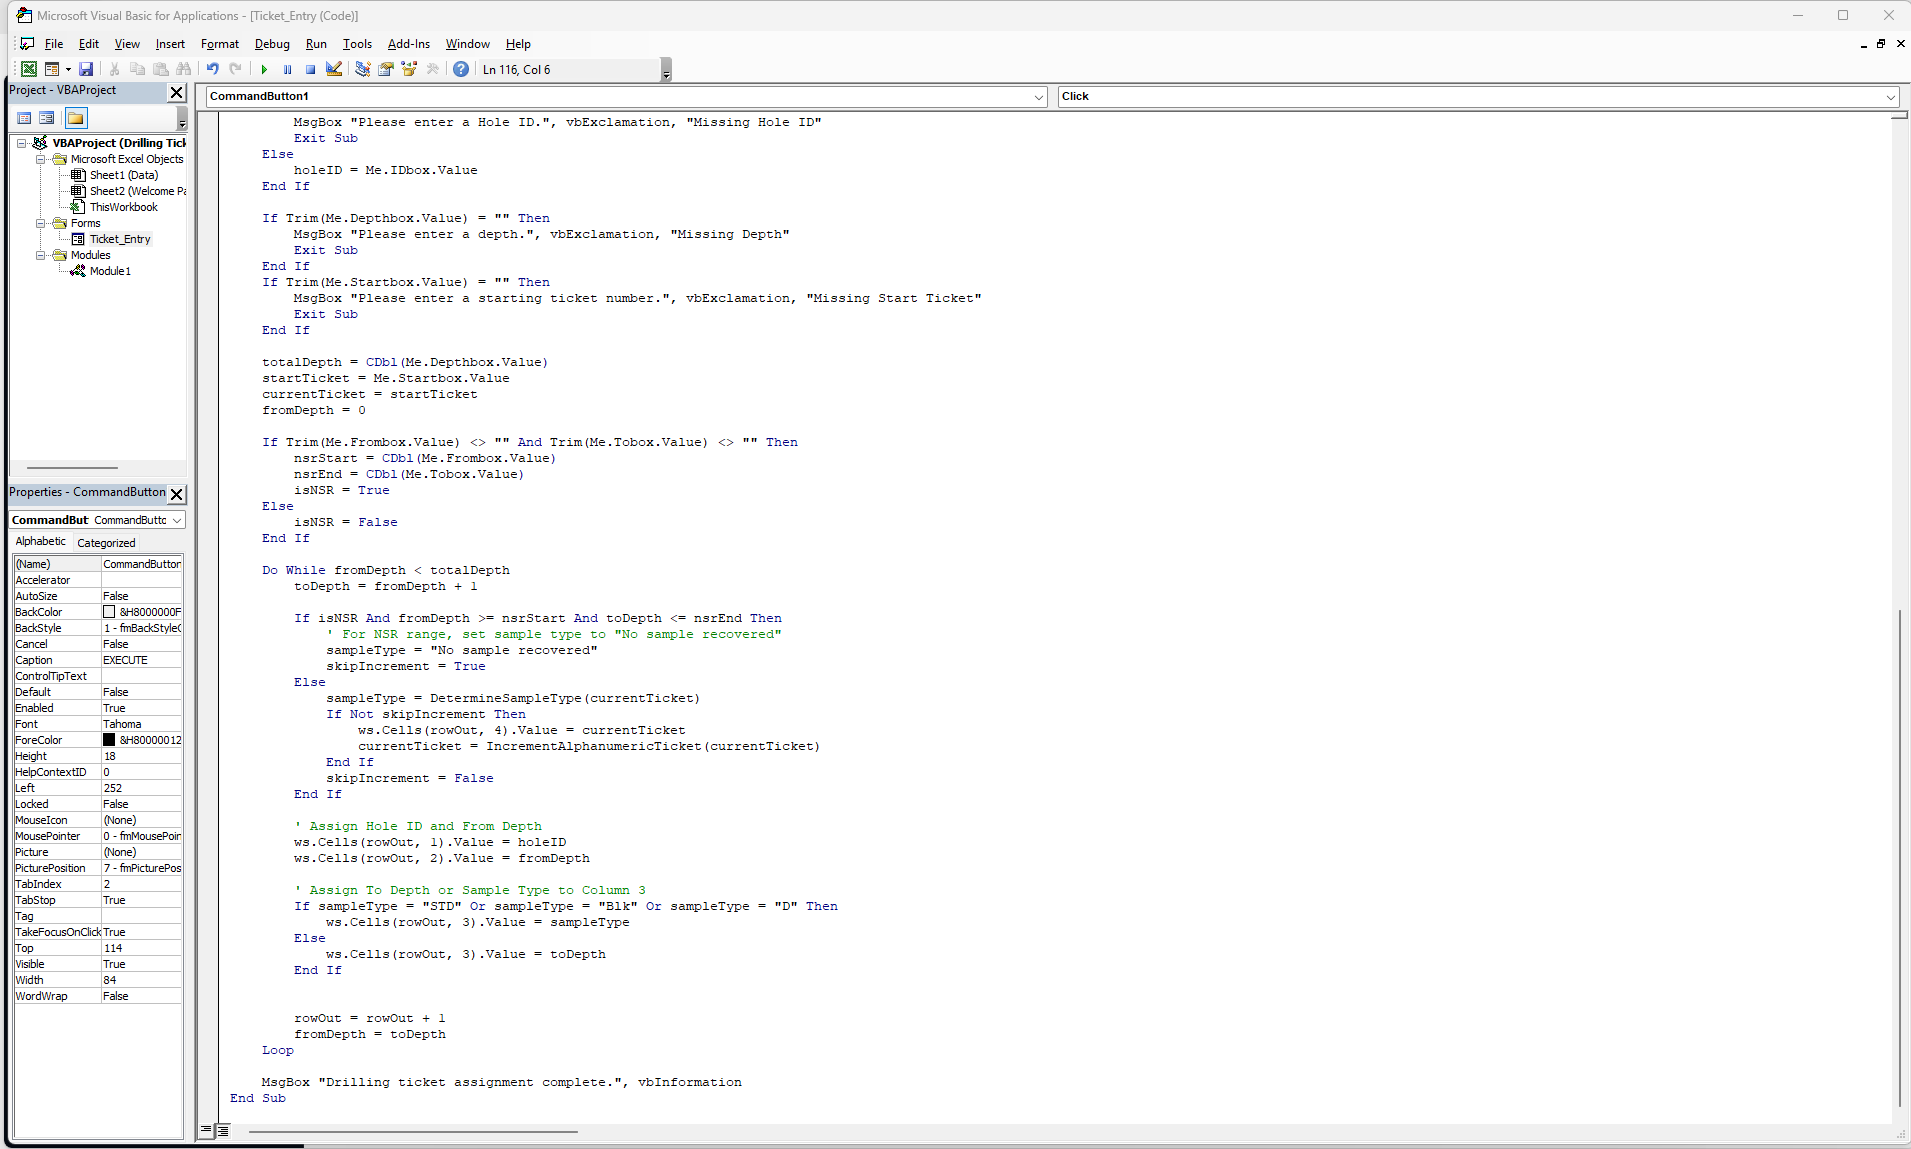 Microsoft Visual Basic for Applications - [Ticket_Entry (Code)]
File Edit View Insert Format Debug Run Tools Add-Ins Window Help
Ln 116, Col 6
Project - VBAProject
VBAProject (Drilling Tick
Microsoft Excel Objects
Sheet1 (Data)
Sheet2 (Welcome Pa
ThisWorkbook
Forms
Ticket_Entry
Modules
Module1
Properties - CommandButton
CommandBut CommandButtc
Alphabetic Categorized
(Name) CommandButton
Accelerator
AutoSize False
BackColor &H8000000F
BackStyle 1 - fmBackStyleO
Cancel False
Caption EXECUTE
ControlTipText
Default False
Enabled True
Font Tahoma
ForeColor &H80000012
Height 18
HelpContextID 0
Left 252
Locked False
MouseIcon (None)
MousePointer 0 - fmMousePoin
Picture (None)
PicturePosition 7 - fmPicturePos
TabIndex 2
TabStop True
Tag
TakeFocusOnClick True
Top 114
Visible True
Width 84
WordWrap False
CommandButton1 Click
MsgBox "Please enter a Hole ID.", vbExclamation, "Missing Hole ID"
Exit Sub
Else
holeID = Me.IDbox.Value
End If
If Trim(Me.Depthbox.Value) = "" Then
MsgBox "Please enter a depth.", vbExclamation, "Missing Depth"
Exit Sub
End If
If Trim(Me.Startbox.Value) = "" Then
MsgBox "Please enter a starting ticket number.", vbExclamation, "Missing Start Ticket"
Exit Sub
End If
totalDepth = CDbl(Me.Depthbox.Value)
startTicket = Me.Startbox.Value
currentTicket = startTicket
fromDepth = 0
If Trim(Me.Frombox.Value) <> "" And Trim(Me.Tobox.Value) <> "" Then
nsrStart = CDbl(Me.Frombox.Value)
nsrEnd = CDbl(Me.Tobox.Value)
isNSR = True
Else
isNSR = False
End If
Do While fromDepth < totalDepth
toDepth = fromDepth + 1
If isNSR And fromDepth >= nsrStart And toDepth <= nsrEnd Then
' For NSR range, set sample type to "No sample recovered"
sampleType = "No sample recovered"
skipIncrement = True
Else
sampleType = DetermineSampleType(currentTicket)
If Not skipIncrement Then
ws.Cells(rowOut, 4).Value = currentTicket
currentTicket = IncrementAlphanumericTicket(currentTicket)
End If
skipIncrement = False
End If
' Assign Hole ID and From Depth
ws.Cells(rowOut, 1).Value = holeID
ws.Cells(rowOut, 2).Value = fromDepth
' Assign To Depth or Sample Type to Column 3
If sampleType = "STD" Or sampleType = "Blk" Or sampleType = "D" Then
ws.Cells(rowOut, 3).Value = sampleType
Else
ws.Cells(rowOut, 3).Value = toDepth
End If
rowOut = rowOut + 1
fromDepth = toDepth
Loop
MsgBox "Drilling ticket assignment complete.", vbInformation
End Sub